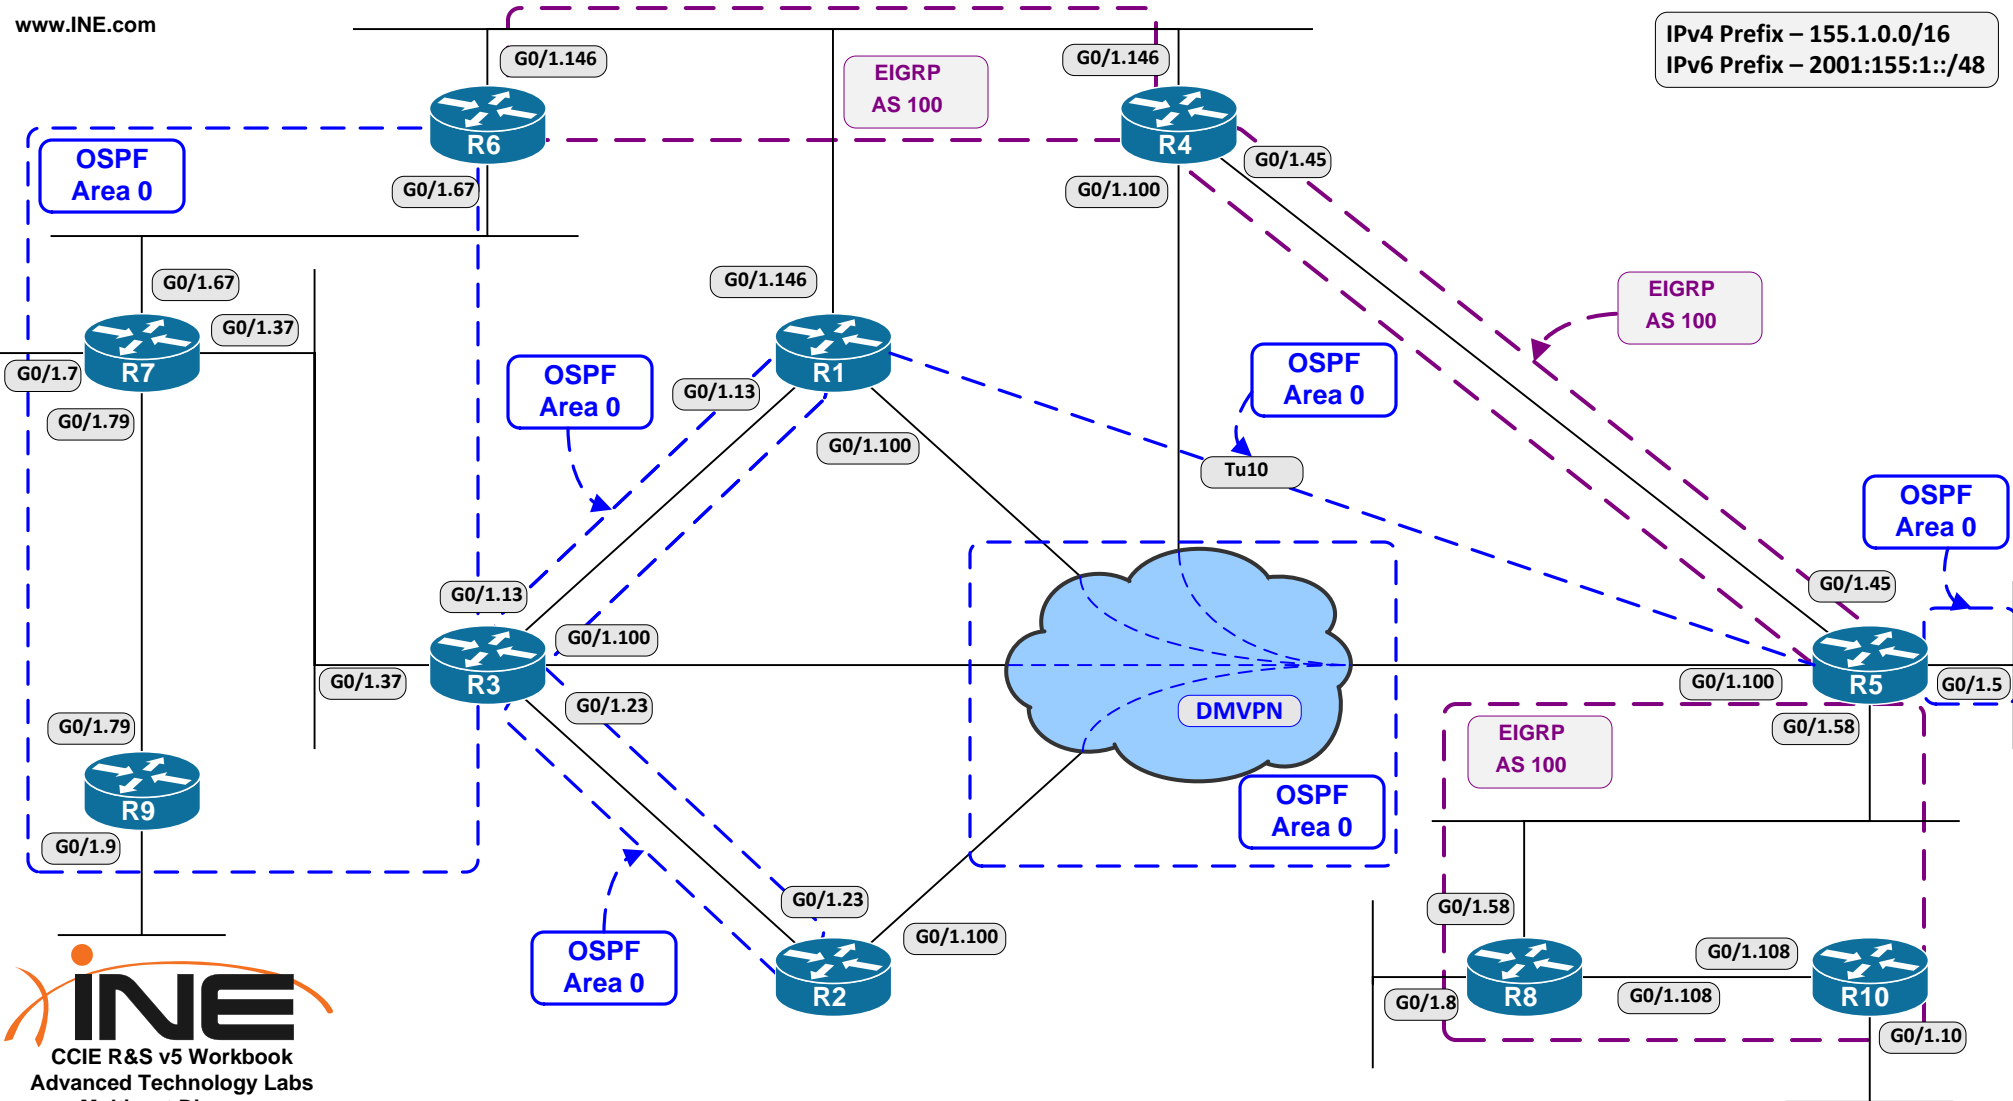 www.INE.com
IPv4 Prefix – 155.1.0.0/16
IPv6 Prefix – 2001:155:1::/48
G0/1.146
EIGRP
AS 100
G0/1.146
R6
R4
OSPF
Area 0
G0/1.67
G0/1.100
G0/1.45
G0/1.67
G0/1.37
G0/1.146
EIGRP
AS 100
G0/1.7
R7
R1
OSPF
Area 0
G0/1.13
OSPF
Area 0
G0/1.79
G0/1.100
Tu10
OSPF
Area 0
G0/1.13
G0/1.45
G0/1.100
G0/1.37
R3
G0/1.23
DMVPN
G0/1.100
R5
G0/1.5
G0/1.79
G0/1.58
EIGRP
AS 100
R9
OSPF
Area 0
G0/1.9
G0/1.23
G0/1.58
G0/1.100
OSPF
Area 0
R2
G0/1.108
R8
G0/1.108
R10
G0/1.8
G0/1.10
INE
CCIE R&S v5 Workbook
Advanced Technology Labs